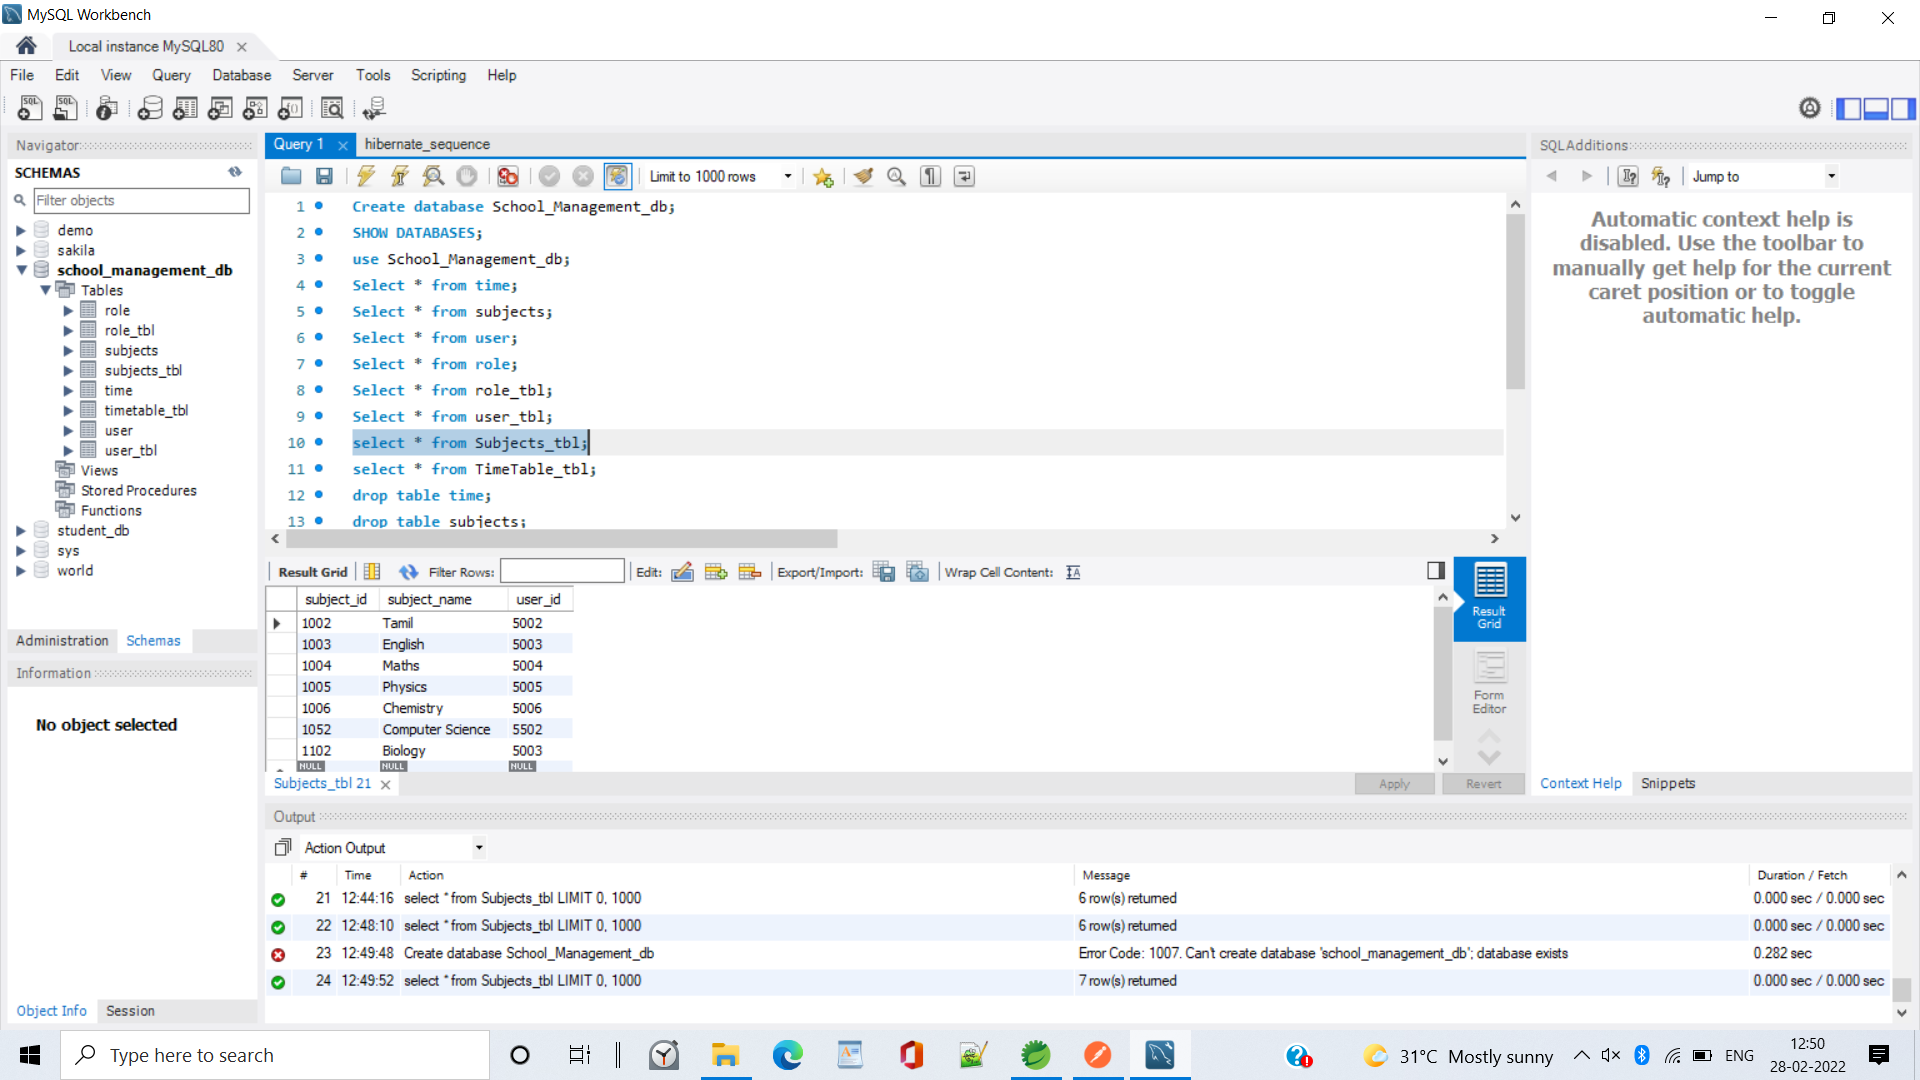 MySQL Workbench
Local instance MySQL80
File Edit View Query Database Server Tools Scripting Help
Navigator
SCHEMAS
Filter objects
demo
sakila
school_management_db
Tables
role
role_tbl
subjects
subjects_tbl
time
timetable_tbl
user
user_tbl
Views
Stored Procedures
Functions
student_db
sys
world
Administration Schemas
Information
No object selected
Object Info Session
Query 1 hibernate_sequence
Limit to 1000 rows
1 Create database School_Management_db;
2 SHOW DATABASES;
3 use School_Management_db;
4 Select * from time;
5 Select * from subjects;
6 Select * from user;
7 Select * from role;
8 Select * from role_tbl;
9 Select * from user_tbl;
10 select * from Subjects_tbl;
11 select * from TimeTable_tbl;
12 drop table time;
13 drop table subjects;
Result Grid Filter Rows: Edit: Export/Import: Wrap Cell Content:
subject_id subject_name user_id
1002 Tamil 5002
1003 English 5003
1004 Maths 5004
1005 Physics 5005
1006 Chemistry 5006
1052 Computer Science 5502
1102 Biology 5003
NULL NULL NULL
Result
Grid
Form
Editor
Subjects_tbl 21
Apply Revert
SQLAdditions
Jump to
Automatic context help is
disabled. Use the toolbar to
manually get help for the current
caret position or to toggle
automatic help.
Context Help Snippets
Output
Action Output
# Time Action Message Duration / Fetch
21 12:44:16 select * from Subjects_tbl LIMIT 0, 1000 6 row(s) returned 0.000 sec / 0.000 sec
22 12:48:10 select * from Subjects_tbl LIMIT 0, 1000 6 row(s) returned 0.000 sec / 0.000 sec
23 12:49:48 Create database School_Management_db Error Code: 1007. Can't create database 'school_management_db'; database exists 0.282 sec
24 12:49:52 select * from Subjects_tbl LIMIT 0, 1000 7 row(s) returned 0.000 sec / 0.000 sec
Type here to search
31°C Mostly sunny
ENG
12:50
28-02-2022